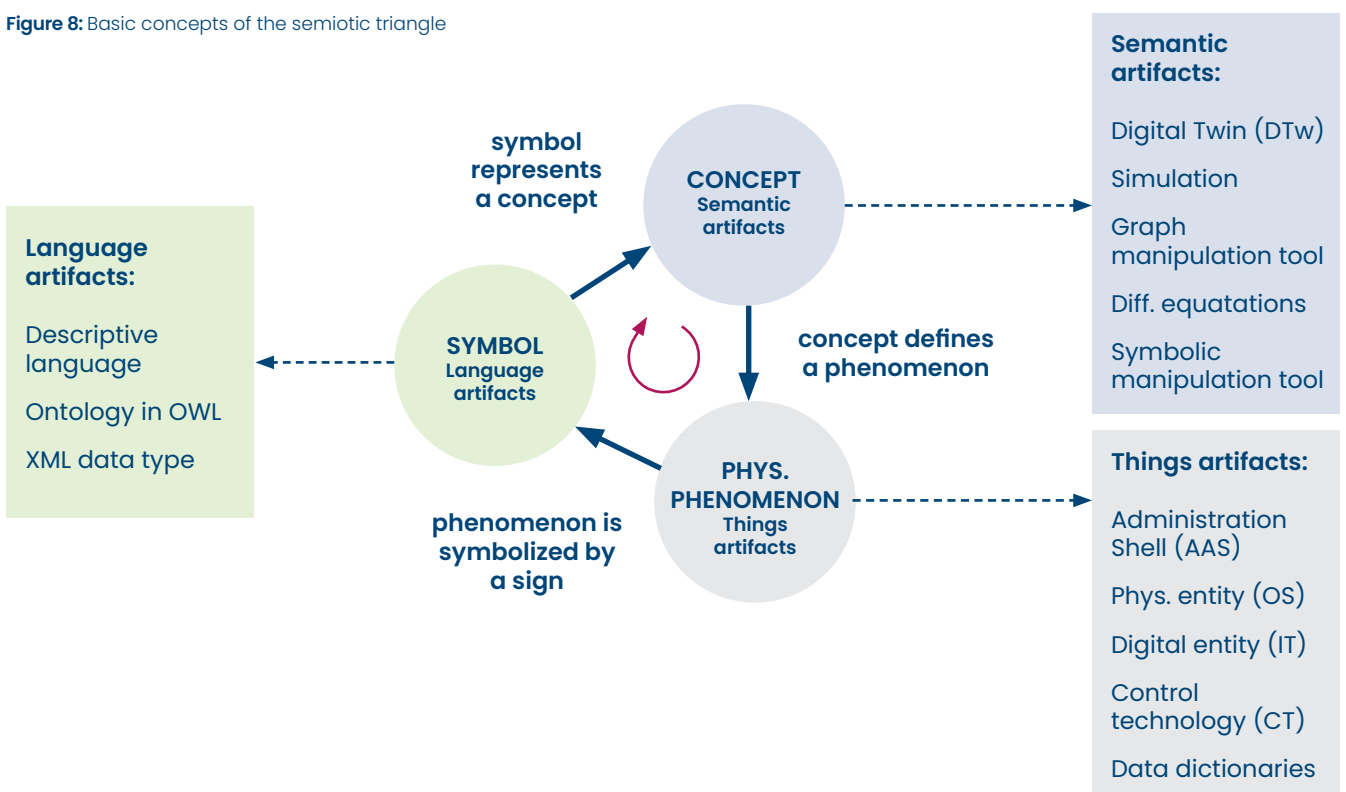 Figure 8: Basic concepts of the semiotic triangle
Semantic
artifacts:
Digital Twin (DTw)
Simulation
Graph
manipulation tool
Diff. equatations
Symbolic
manipulation tool
symbol
represents
a concept
CONCEPT
Semantic
artifacts
Language
artifacts:
Descriptive
language
Ontology in OWL
XML data type
SYMBOL
Language
artifacts
concept defines
a phenomenon
PHYS.
PHENOMENON
Things
artifacts
phenomenon is
symbolized by
a sign
Things artifacts:
Administration
Shell (AAS)
Phys. entity (OS)
Digital entity (IT)
Control
technology (CT)
Data dictionaries